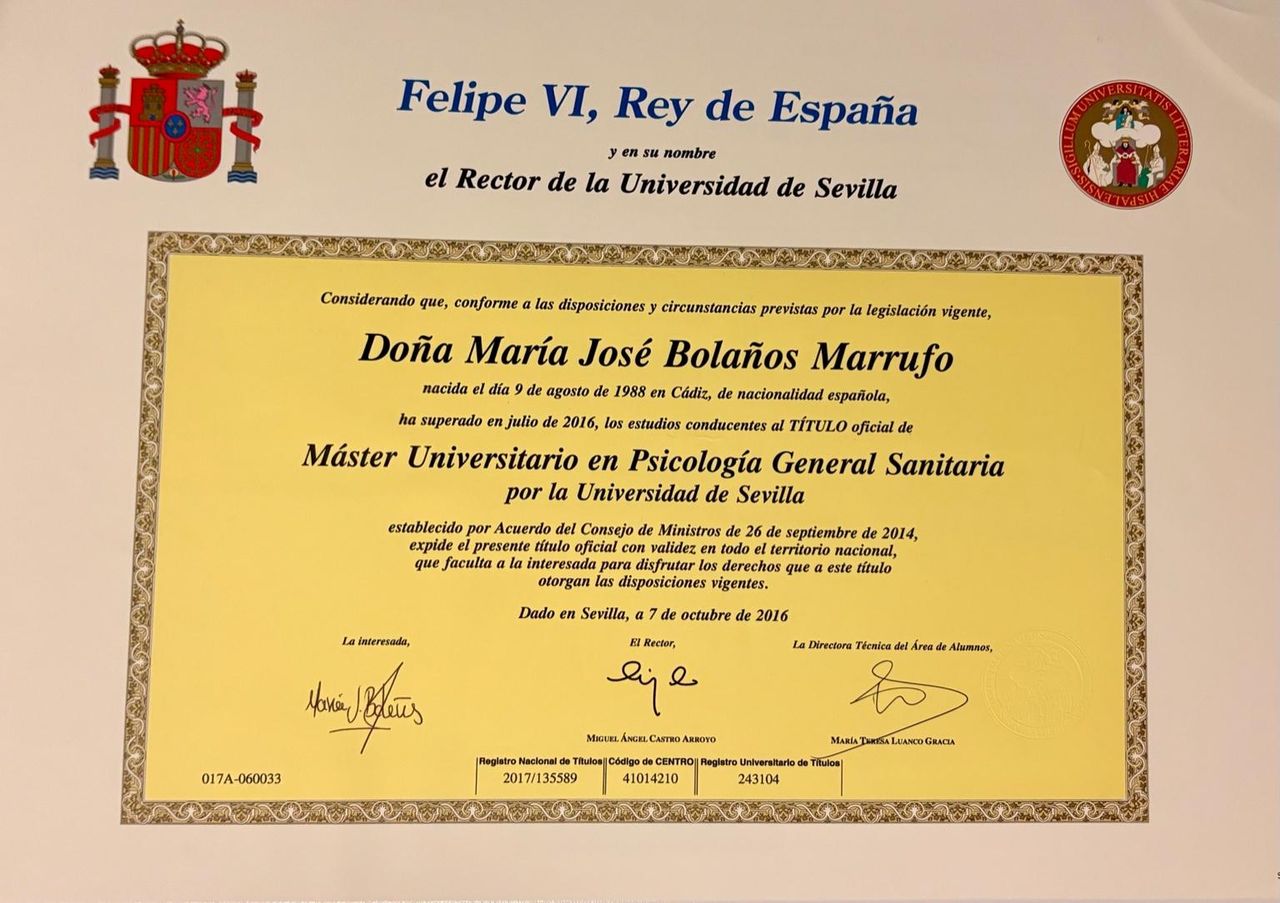 Felipe VI, Rey de España
y en su nombre
el Rector de la Universidad de Sevilla
SIGILLUM UNIVERSITATIS LITTERARIAE HISPALENSIS
Considerando que, conforme a las disposiciones y circunstancias previstas por la legislación vigente,
Doña María José Bolaños Marrufo
nacida el día 9 de agosto de 1988 en Cádiz, de nacionalidad española,
ha superado en julio de 2016, los estudios conducentes al TÍTULO oficial de
Máster Universitario en Psicología General Sanitaria
por la Universidad de Sevilla
establecido por Acuerdo del Consejo de Ministros de 26 de septiembre de 2014,
expide el presente título oficial con validez en todo el territorio nacional,
que faculta a la interesada para disfrutar los derechos que a este título
otorgan las disposiciones vigentes.
Dado en Sevilla, a 7 de octubre de 2016
La interesada, El Rector, La Directora Técnica del Área de Alumnos,
María J. Bolaños
MIGUEL ÁNGEL CASTRO ARROYO MARÍA TERESA LUANCO GRACIA
Registro Nacional de Títulos Código de CENTRO Registro Universitario de Títulos
017A-060033 2017/135589 41014210 243104